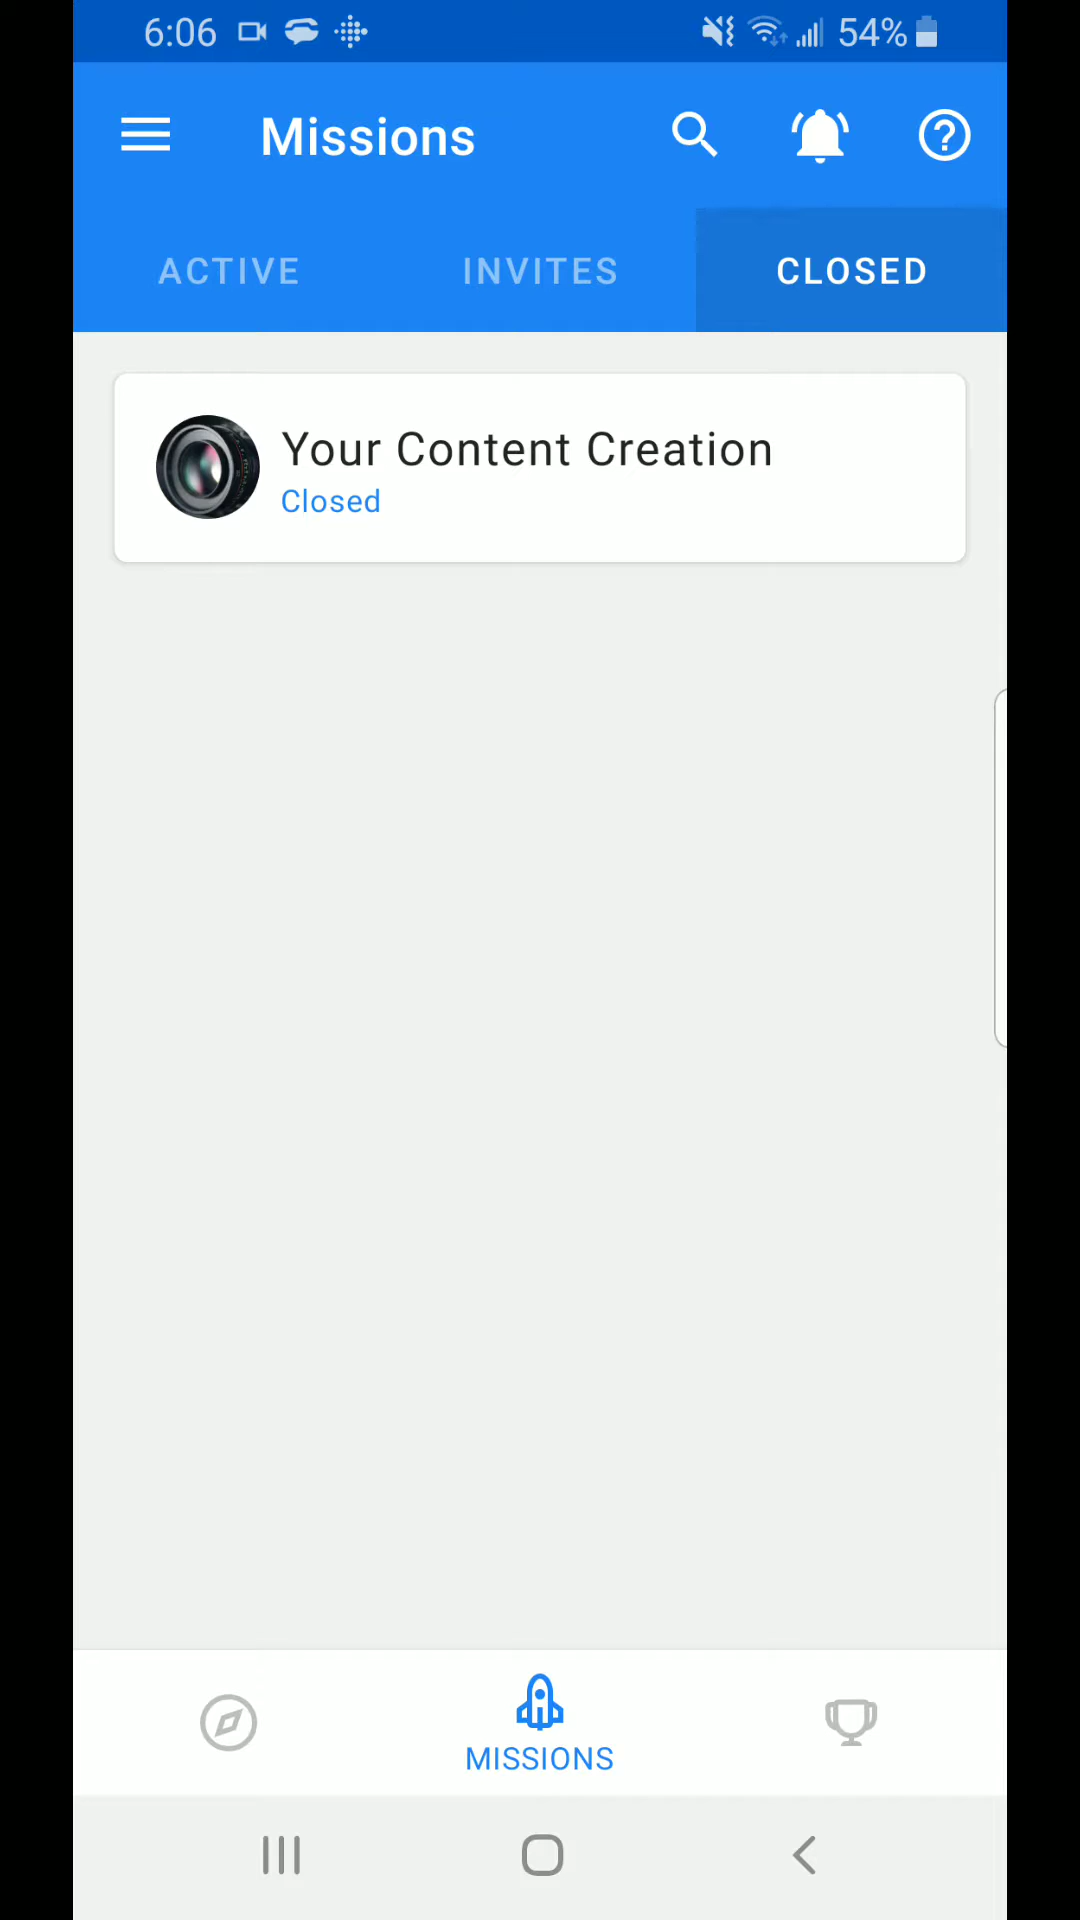 6:06 54%
Missions
ACTIVE INVITES CLOSED
Your Content Creation
Closed
MISSIONS